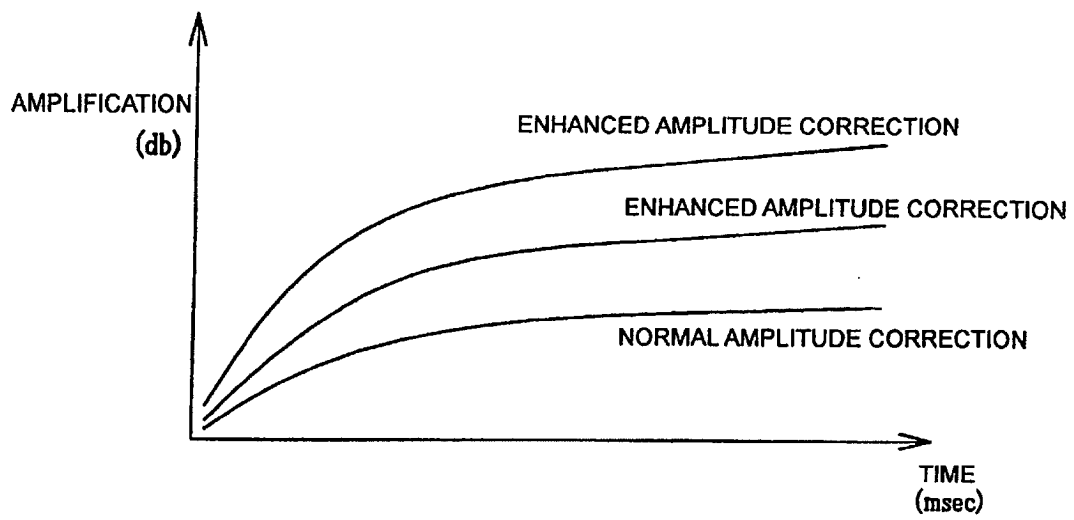 AMPLIFICATION
(db)
ENHANCED AMPLITUDE CORRECTION
ENHANCED AMPLITUDE CORRECTION
NORMAL AMPLITUDE CORRECTION
TIME
(msec)